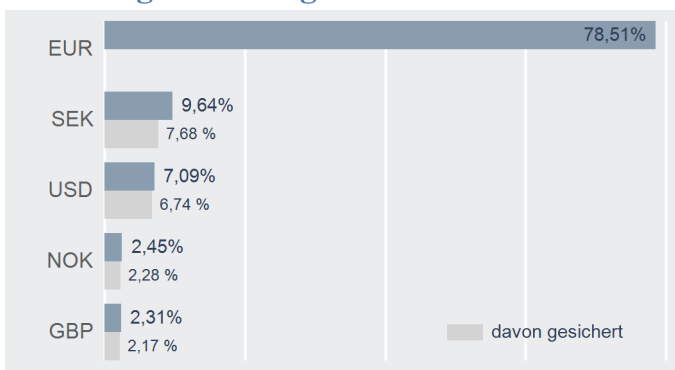 EUR
78,51%
SEK
9,64%
7,68 %
USD
7,09%
6,74 %
NOK
2,45%
2,28 %
GBP
2,31%
2,17 %
davon gesichert